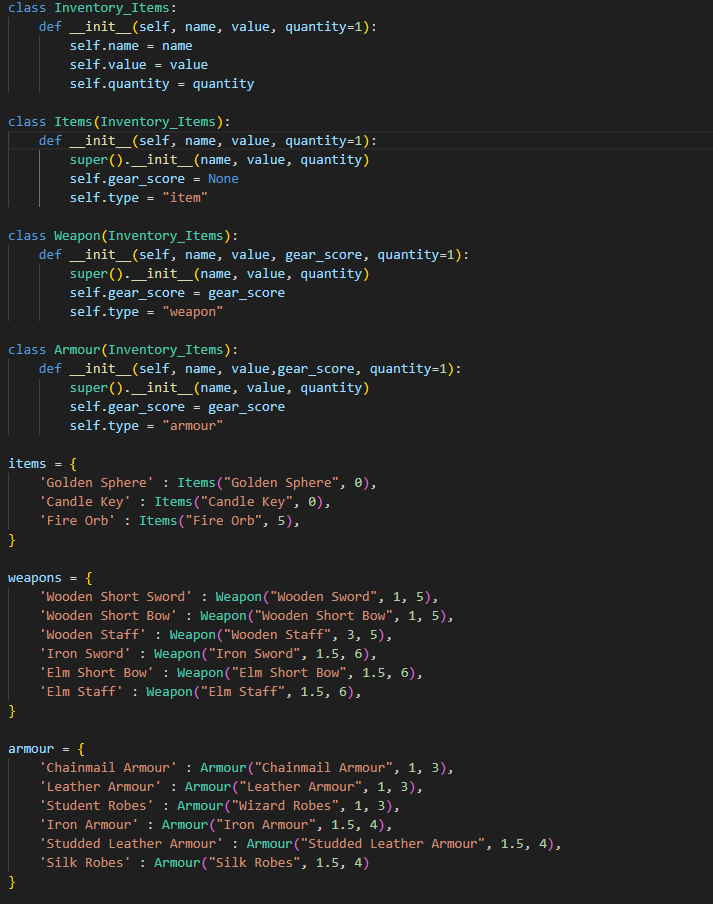 class Inventory_Items:
    def __init__(self, name, value, quantity=1):
        self.name = name
        self.value = value
        self.quantity = quantity

class Items(Inventory_Items):
    def __init__(self, name, value, quantity=1):
        super().__init__(name, value, quantity)
        self.gear_score = None
        self.type = "item"

class Weapon(Inventory_Items):
    def __init__(self, name, value, gear_score, quantity=1):
        super().__init__(name, value, quantity)
        self.gear_score = gear_score
        self.type = "weapon"

class Armour(Inventory_Items):
    def __init__(self, name, value,gear_score, quantity=1):
        super().__init__(name, value, quantity)
        self.gear_score = gear_score
        self.type = "armour"

items = {
    'Golden Sphere' : Items("Golden Sphere", 0),
    'Candle Key' : Items("Candle Key", 0),
    'Fire Orb' : Items("Fire Orb", 5),
}

weapons = {
    'Wooden Short Sword' : Weapon("Wooden Sword", 1, 5),
    'Wooden Short Bow' : Weapon("Wooden Short Bow", 1, 5),
    'Wooden Staff' : Weapon("Wooden Staff", 3, 5),
    'Iron Sword' : Weapon("Iron Sword", 1.5, 6),
    'Elm Short Bow' : Weapon("Elm Short Bow", 1.5, 6),
    'Elm Staff' : Weapon("Elm Staff", 1.5, 6),
}

armour = {
    'Chainmail Armour' : Armour("Chainmail Armour", 1, 3),
    'Leather Armour' : Armour("Leather Armour", 1, 3),
    'Student Robes' : Armour("Wizard Robes", 1, 3),
    'Iron Armour' : Armour("Iron Armour", 1.5, 4),
    'Studded Leather Armour' : Armour("Studded Leather Armour", 1.5, 4),
    'Silk Robes' : Armour("Silk Robes", 1.5, 4)
}